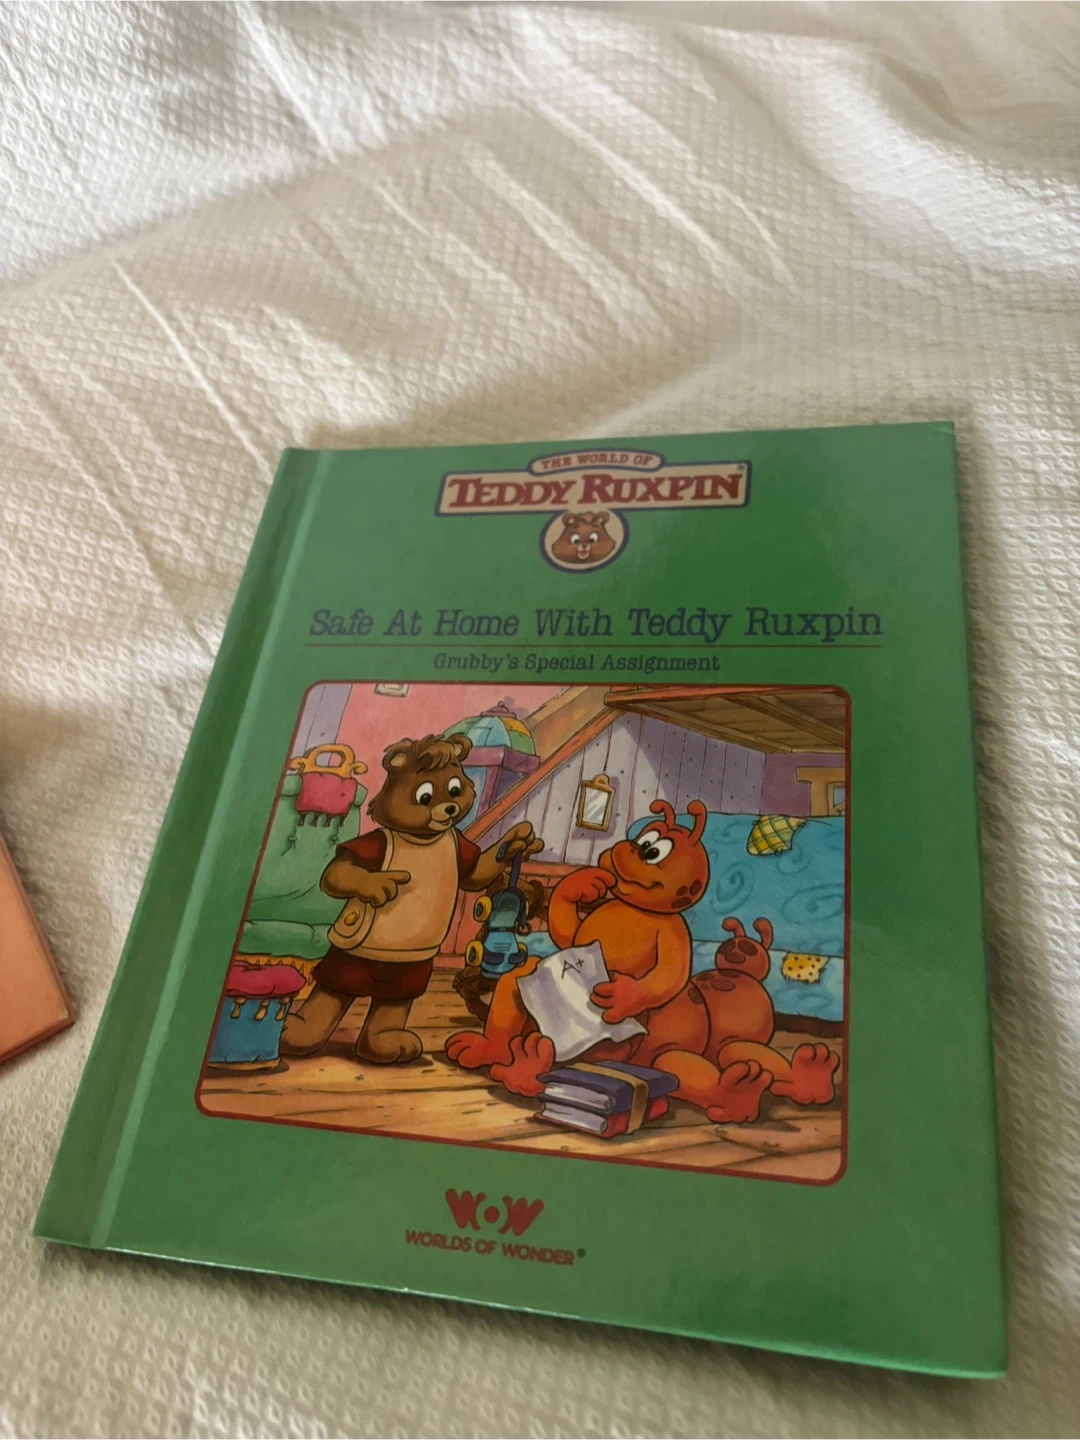 THE WORLD OF
TEDDY RUXPIN®
Safe At Home With Teddy Ruxpin
Grubby's Special Assignment
A+
WOW
WORLDS OF WONDER®